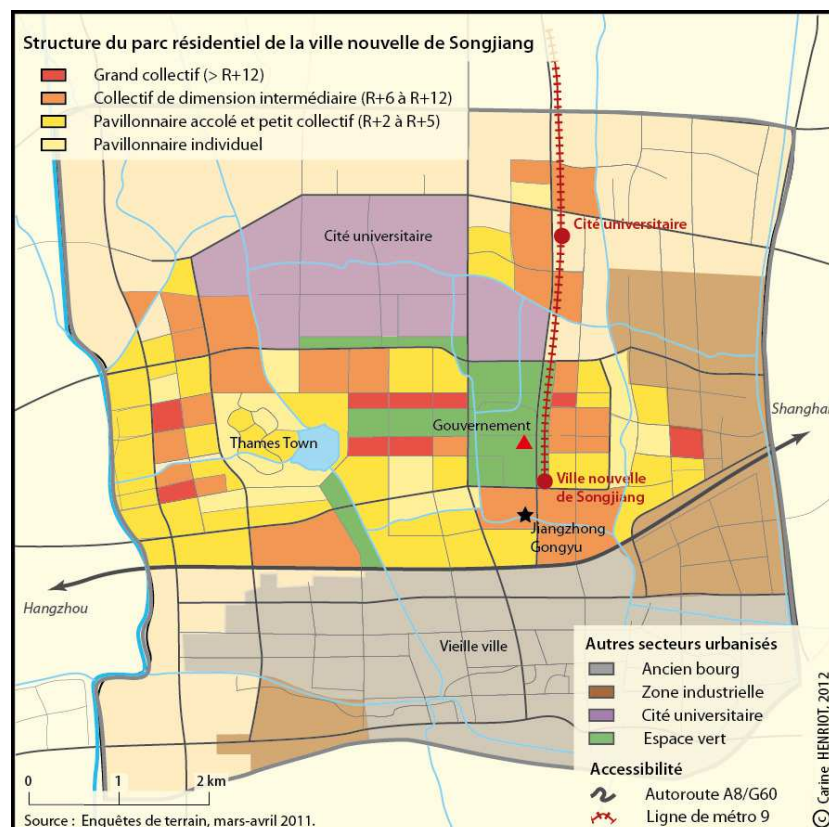 Structure du parc résidentiel de la ville nouvelle de Songjiang
Grand collectif (> R+12)
Collectif de dimension intermédiaire (R+6 à R+12)
Pavillonnaire accolé et petit collectif (R+2 à R+5)
Pavillonnaire individuel
Cité universitaire
Cité universitaire
Shanghai
Gouvernement
Thames Town
Ville nouvelle
de Songjiang
Jiangzhong
Gongyu
Hangzhou
Vieille ville
Autres secteurs urbanisés
Ancien bourg
Zone industrielle
Cité universitaire
Espace vert
Accessibilité
Autoroute A8/G60
Ligne de métro 9
0 1 2 km
Source : Enquêtes de terrain, mars-avril 2011.
© Carine HENRIOT, 2012